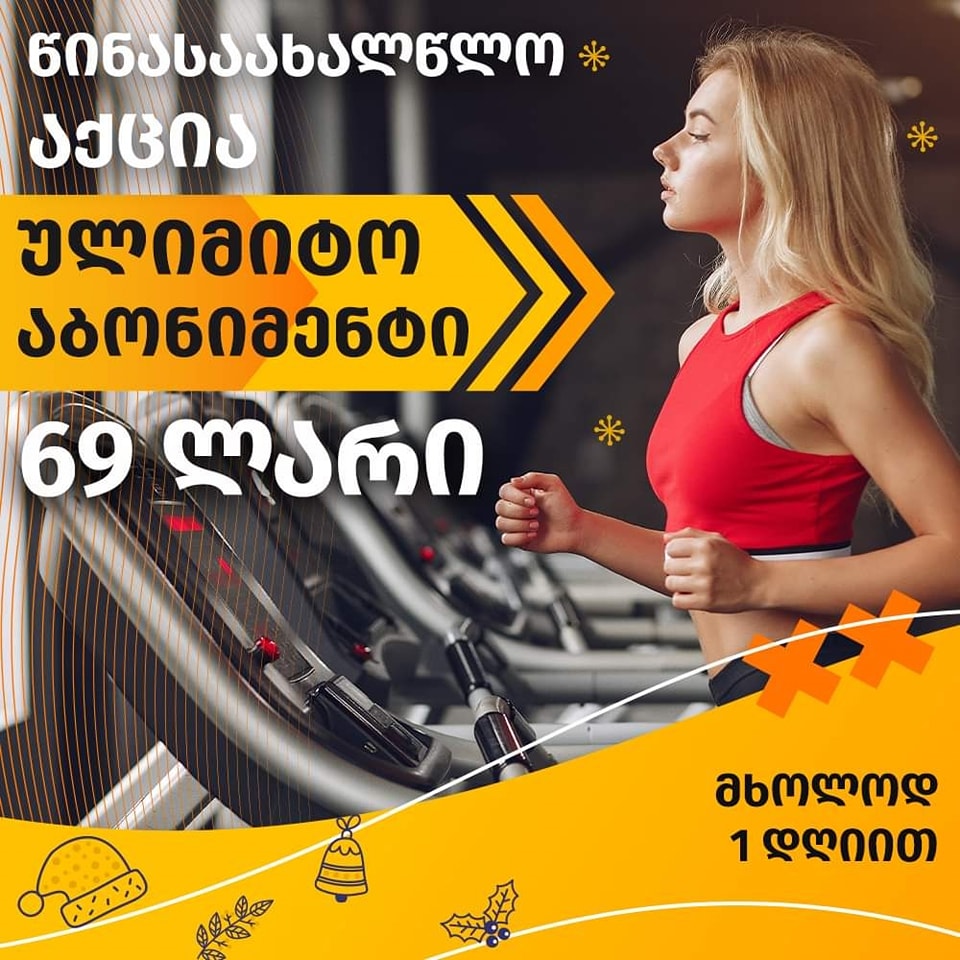 წინასაახალწლო
აქცია
ულიმიტო
აბონიმენტი
69 ლარი
მხოლოდ
1 დღიით